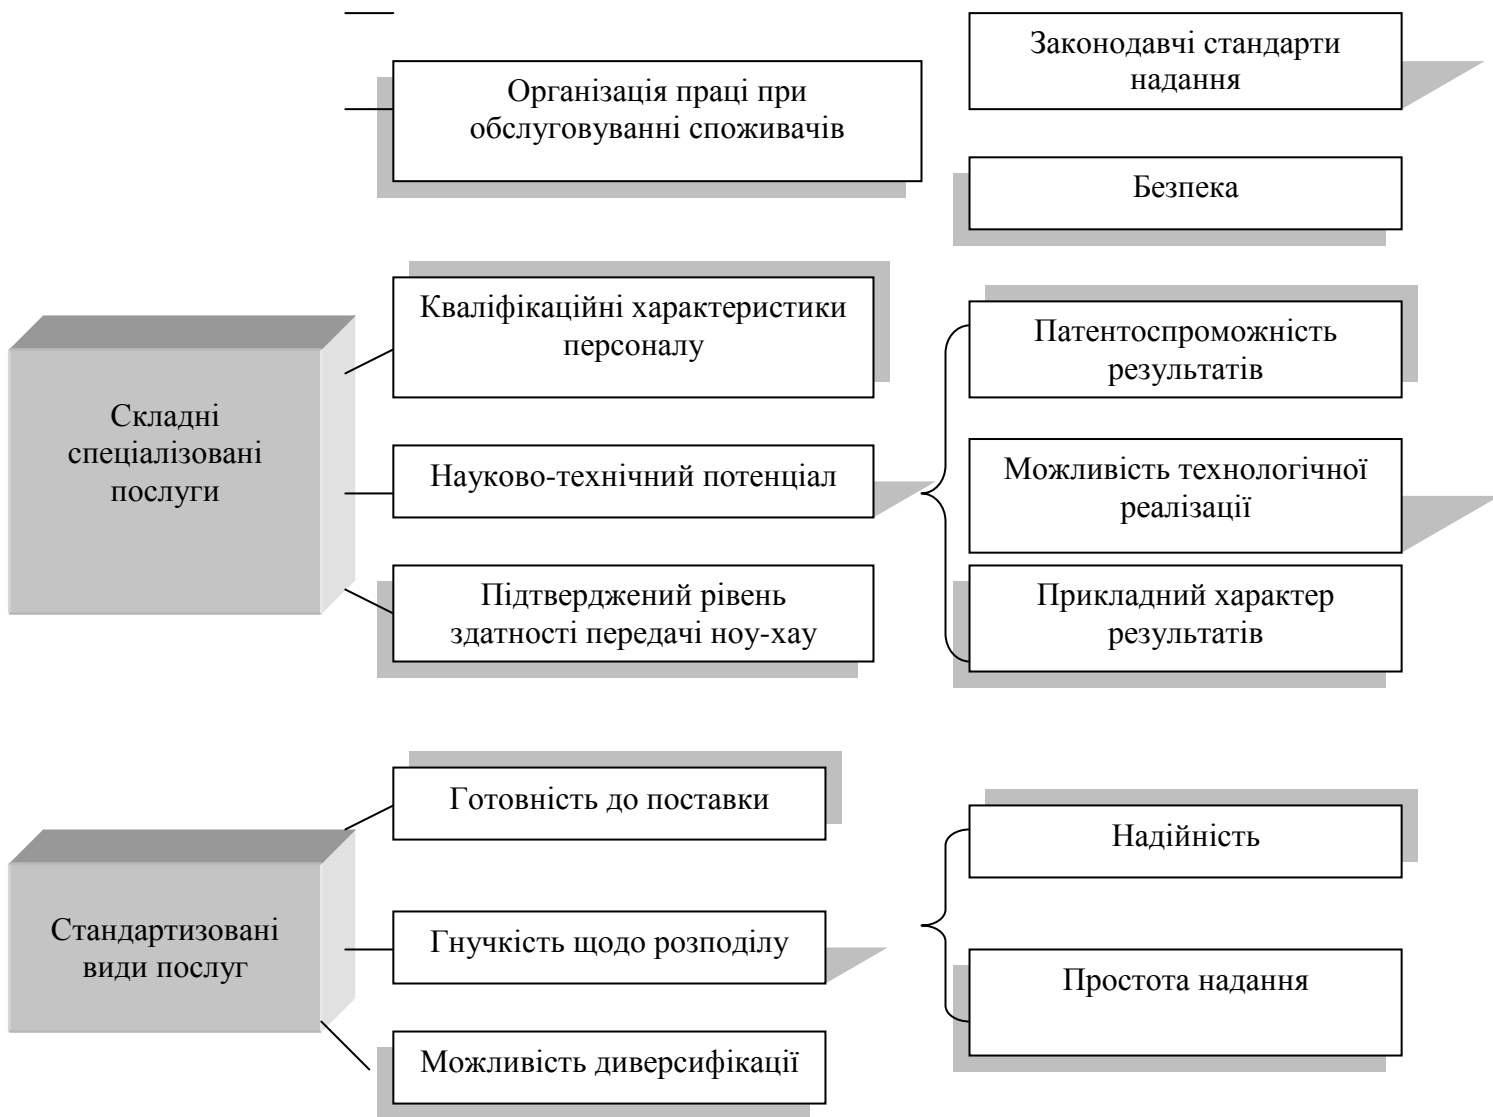 Організація праці при
обслуговуванні споживачів
Законодавчі стандарти
надання
Безпека
Складні
спеціалізовані
послуги
Кваліфікаційні характеристики
персоналу
Науково-технічний потенціал
Підтверджений рівень
здатності передачі ноу-хау
Патентоспроможність
результатів
Можливість технологічної
реалізації
Прикладний характер
результатів
Стандартизовані
види послуг
Готовність до поставки
Гнучкість щодо розподілу
Можливість диверсифікації
Надійність
Простота надання